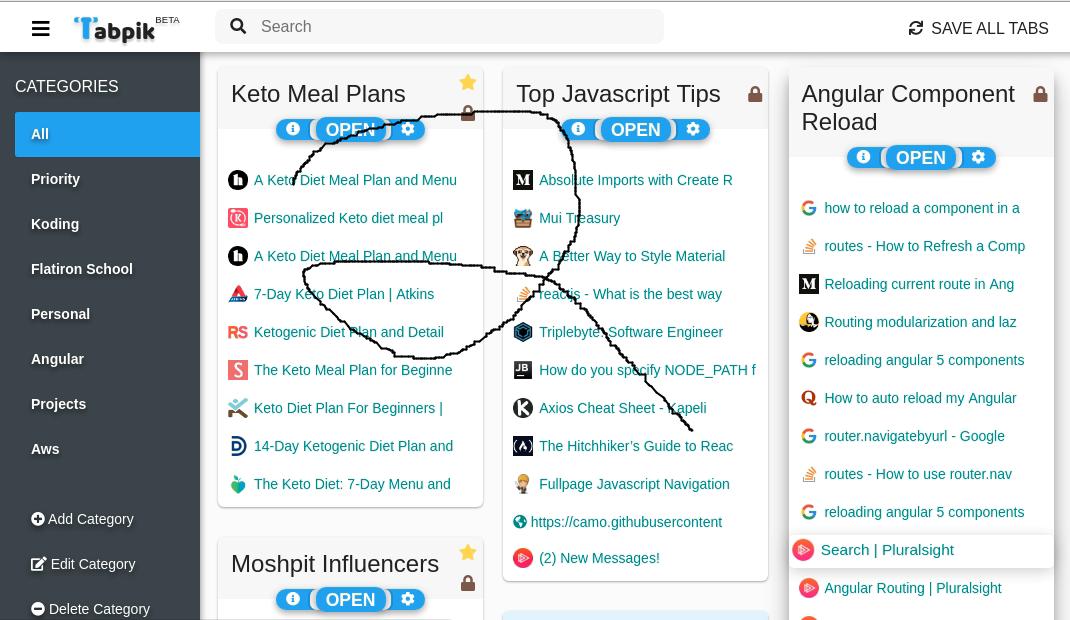 Tabpik BETA
Search
SAVE ALL TABS
CATEGORIES
All
Priority
Koding
Flatiron School
Personal
Angular
Projects
Aws
Add Category
Edit Category
Delete Category
Keto Meal Plans
OPEN
A Keto Diet Meal Plan and Menu
Personalized Keto diet meal pl
A Keto Diet Meal Plan and Menu
7-Day Keto Diet Plan | Atkins
Ketogenic Diet Plan and Detail
The Keto Meal Plan for Beginne
Keto Diet Plan For Beginners |
14-Day Ketogenic Diet Plan and
The Keto Diet: 7-Day Menu and
Moshpit Influencers
OPEN
Top Javascript Tips
OPEN
Absolute Imports with Create R
Mui Treasury
A Better Way to Style Material
reactjs - What is the best way
Triplebyte: Software Engineer
How do you specify NODE_PATH f
Axios Cheat Sheet - Kapeli
The Hitchhiker's Guide to Reac
Fullpage Javascript Navigation
https://camo.githubusercontent
(2) New Messages!
Angular Component
Reload
OPEN
how to reload a component in a
routes - How to Refresh a Comp
Reloading current route in Ang
Routing modularization and laz
reloading angular 5 components
How to auto reload my Angular
router.navigatebyurl - Google
routes - How to use router.nav
reloading angular 5 components
Search | Pluralsight
Angular Routing | Pluralsight